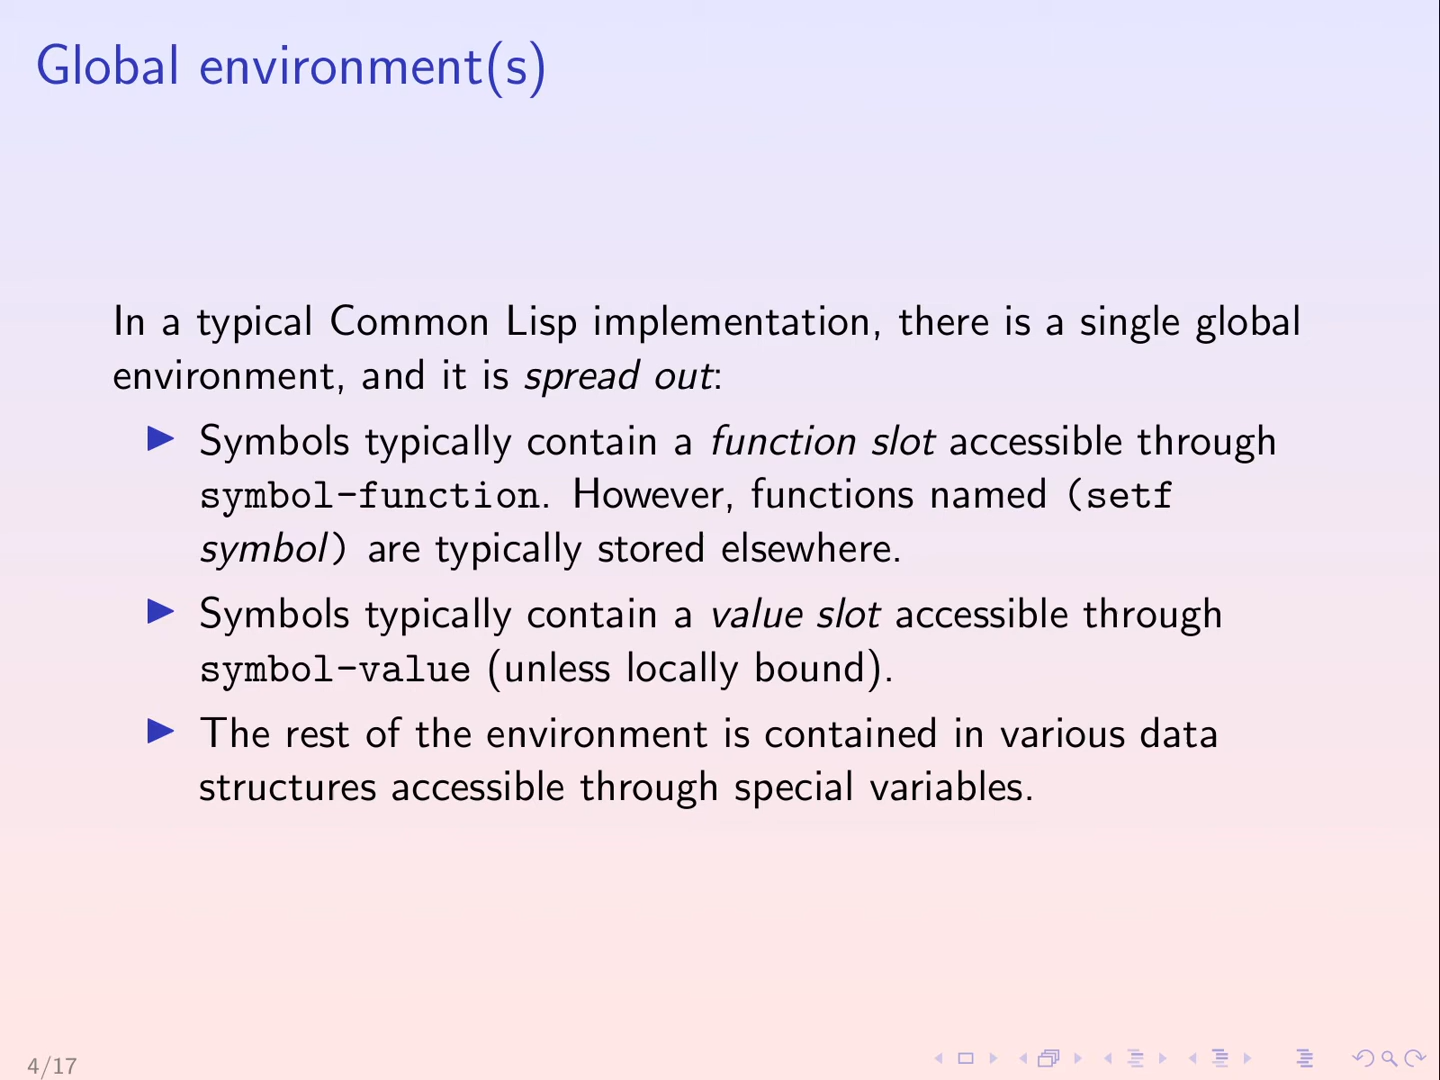 Global environment(s)
In a typical Common Lisp implementation, there is a single global
environment, and it is spread out:
Symbols typically contain a function slot accessible through
symbol-function. However, functions named (setf
symbol) are typically stored elsewhere.
Symbols typically contain a value slot accessible through
symbol-value (unless locally bound).
The rest of the environment is contained in various data
structures accessible through special variables.
4/17